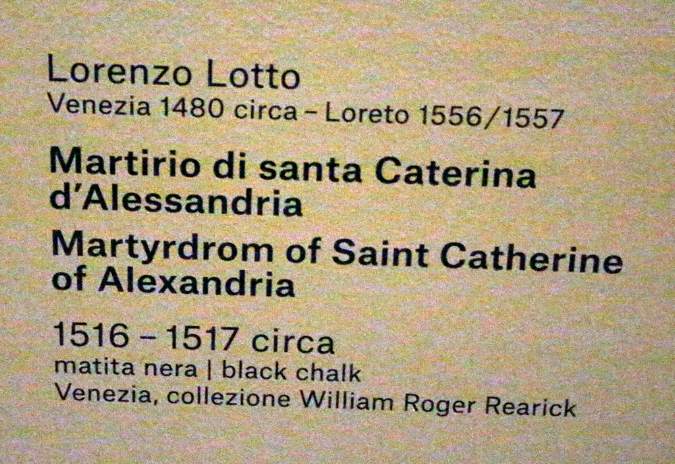 Lorenzo Lotto
Venezia 1480 circa – Loreto 1556/1557
Martirio di santa Caterina
d'Alessandria
Martyrdrom of Saint Catherine
of Alexandria
1516 – 1517 circa
matita nera | black chalk
Venezia, collezione William Roger Rearick